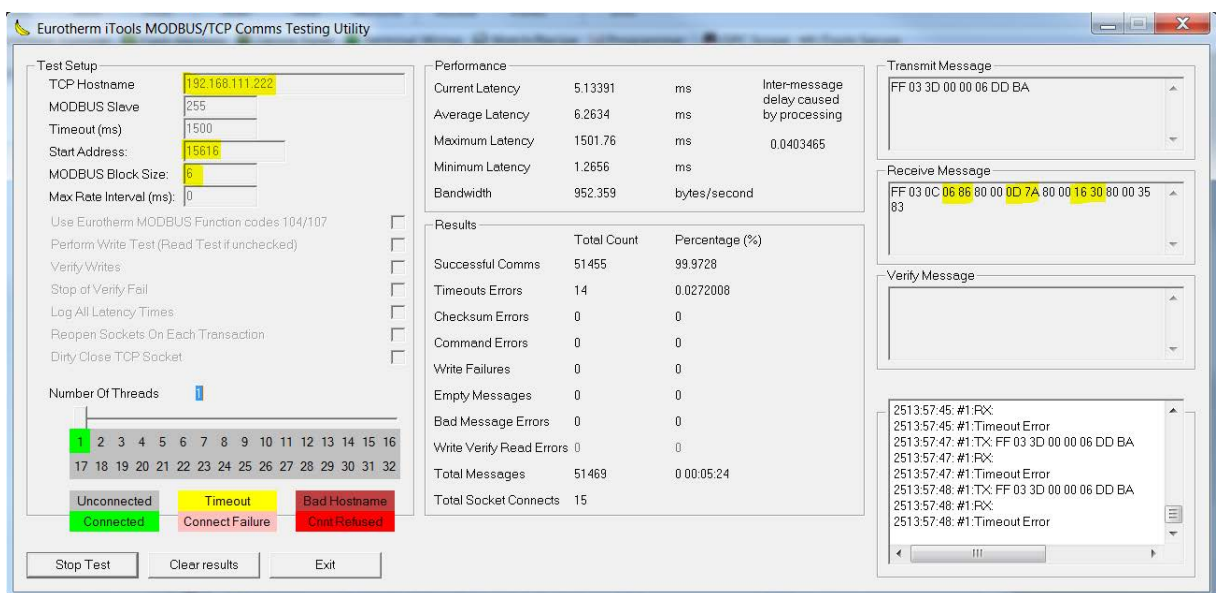 Eurotherm iTools MODBUS/TCP Comms Testing Utility
Test Setup
TCP Hostname 192.168.111.222
MODBUS Slave 255
Timeout (ms) 1500
Start Address: 15616
MODBUS Block Size: 6
Max Rate Interval (ms): 0
Use Eurotherm MODBUS Function codes 104/107
Perform Write Test (Read Test if unchecked)
Verify Writes
Stop of Verify Fail
Log All Latency Times
Reopen Sockets On Each Transaction
Dirty Close TCP Socket
Number Of Threads 1
1 2 3 4 5 6 7 8 9 10 11 12 13 14 15 16
17 18 19 20 21 22 23 24 25 26 27 28 29 30 31 32
Unconnected Timeout Bad Hostname
Connected Connect Failure Cnnt Refused
Stop Test Clear results Exit
Performance
Current Latency 5.13391 ms
Average Latency 6.2634 ms
Maximum Latency 1501.76 ms
Minimum Latency 1.2656 ms
Bandwidth 952.359 bytes/second
Inter-message
delay caused
by processing
0.0403465
Results
Total Count Percentage (%)
Successful Comms 51455 99.9728
Timeouts Errors 14 0.0272008
Checksum Errors 0 0
Command Errors 0 0
Write Failures 0 0
Empty Messages 0 0
Bad Message Errors 0 0
Write Verify Read Errors 0 0
Total Messages 51469 0 00:05:24
Total Socket Connects 15
Transmit Message
FF 03 3D 00 00 06 DD BA
Receive Message
FF 03 0C 06 86 80 00 0D 7A 80 00 16 30 80 00 35
83
Verify Message
2513:57:45: #1:RX:
2513:57:45: #1:Timeout Error
2513:57:47: #1:TX: FF 03 3D 00 00 06 DD BA
2513:57:47: #1:RX:
2513:57:47: #1:Timeout Error
2513:57:48: #1:TX: FF 03 3D 00 00 06 DD BA
2513:57:48: #1:RX:
2513:57:48: #1:Timeout Error